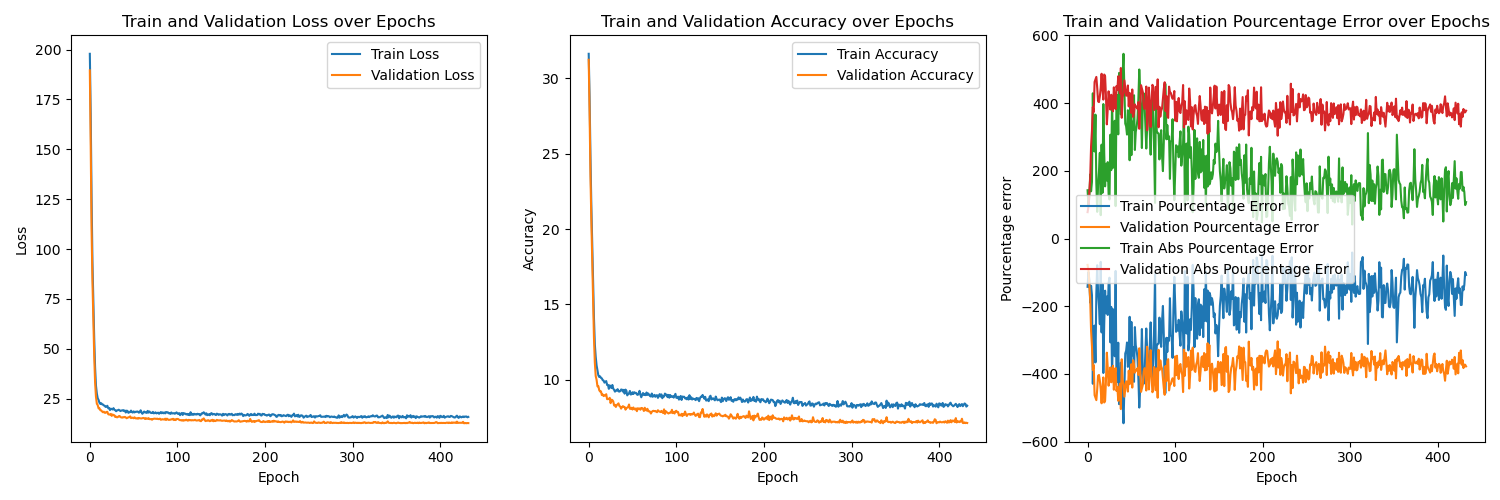 Train and Validation Loss over Epochs
Train Loss
Validation Loss
200
175
150
125
100
75
50
25
Loss
0
100
200
300
400
Epoch
Train and Validation Accuracy over Epochs
Train Accuracy
Validation Accuracy
30
25
20
15
10
Accuracy
0
100
200
300
400
Epoch
Train and Validation Pourcentage Error over Epochs
600
400
200
0
−200
−400
−600
Pourcentage error
Train Pourcentage Error
Validation Pourcentage Error
Train Abs Pourcentage Error
Validation Abs Pourcentage Error
0
100
200
300
400
Epoch